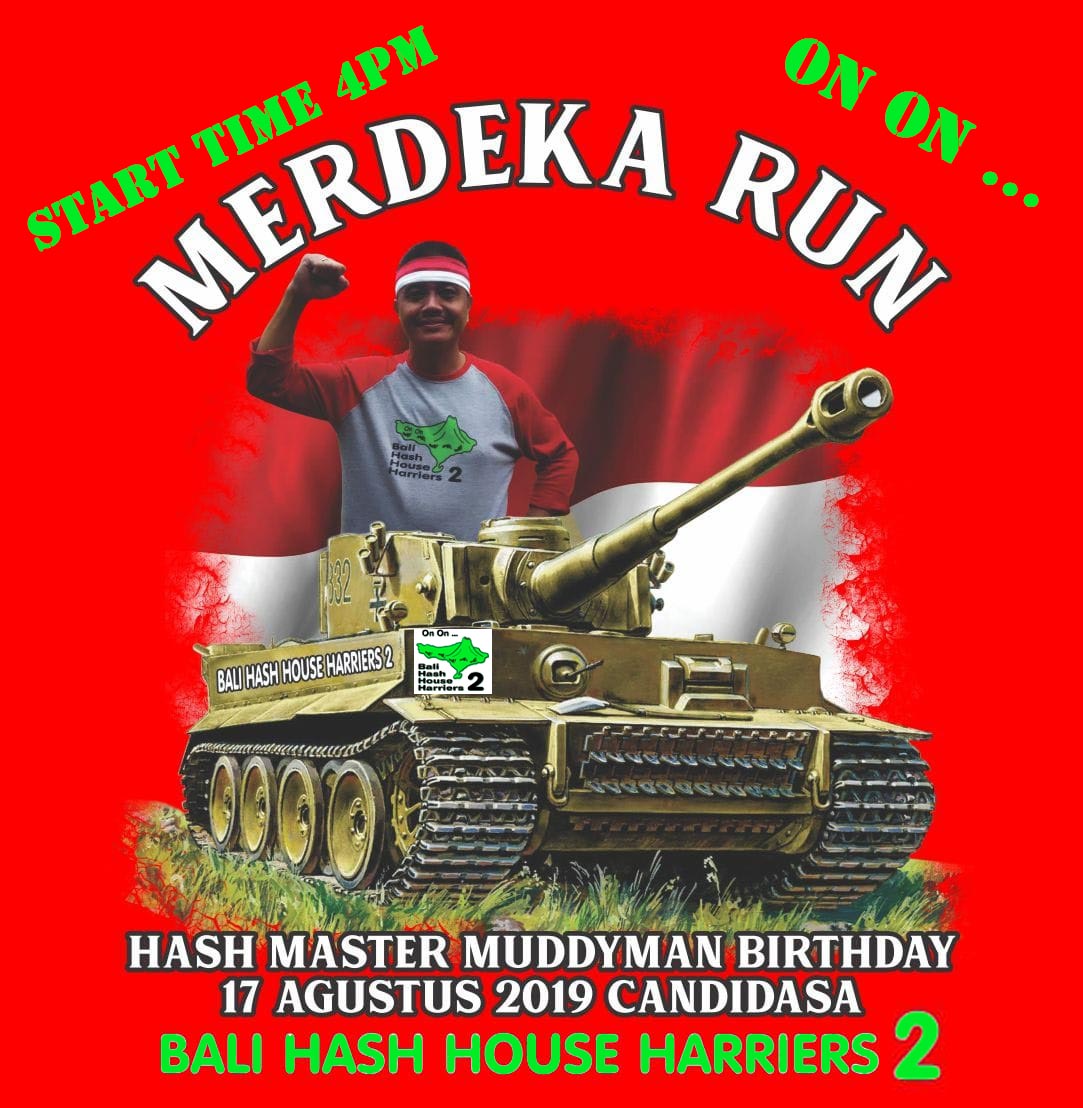 START TIME 4PM
ON ON ...
MERDEKA RUN
On On
Bali
Hash
House
Harriers 2
332
BALI HASH HOUSE HARRIERS 2
On On ...
Bali
Hash
House
Harriers 2
HASH MASTER MUDDYMAN BIRTHDAY
17 AGUSTUS 2019 CANDIDASA
BALI HASH HOUSE HARRIERS 2